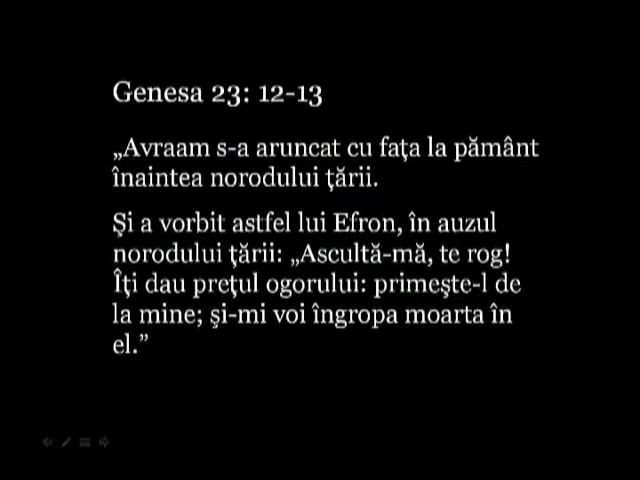 Genesa 23: 12-13
„Avraam s-a aruncat cu faţa la pământ
înaintea norodului ţării.
Şi a vorbit astfel lui Efron, în auzul
norodului ţării: „Ascultă-mă, te rog!
Îţi dau preţul ogorului: primeşte-l de
la mine; şi-mi voi îngropa moarta în
el.”